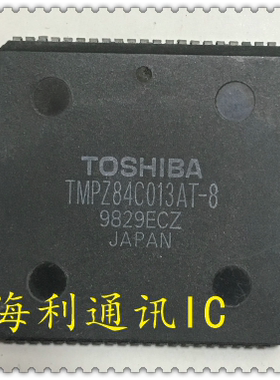 TOSHIBA
TMPZ84C013AT-8
9829ECZ
JAPAN
海利通讯IC